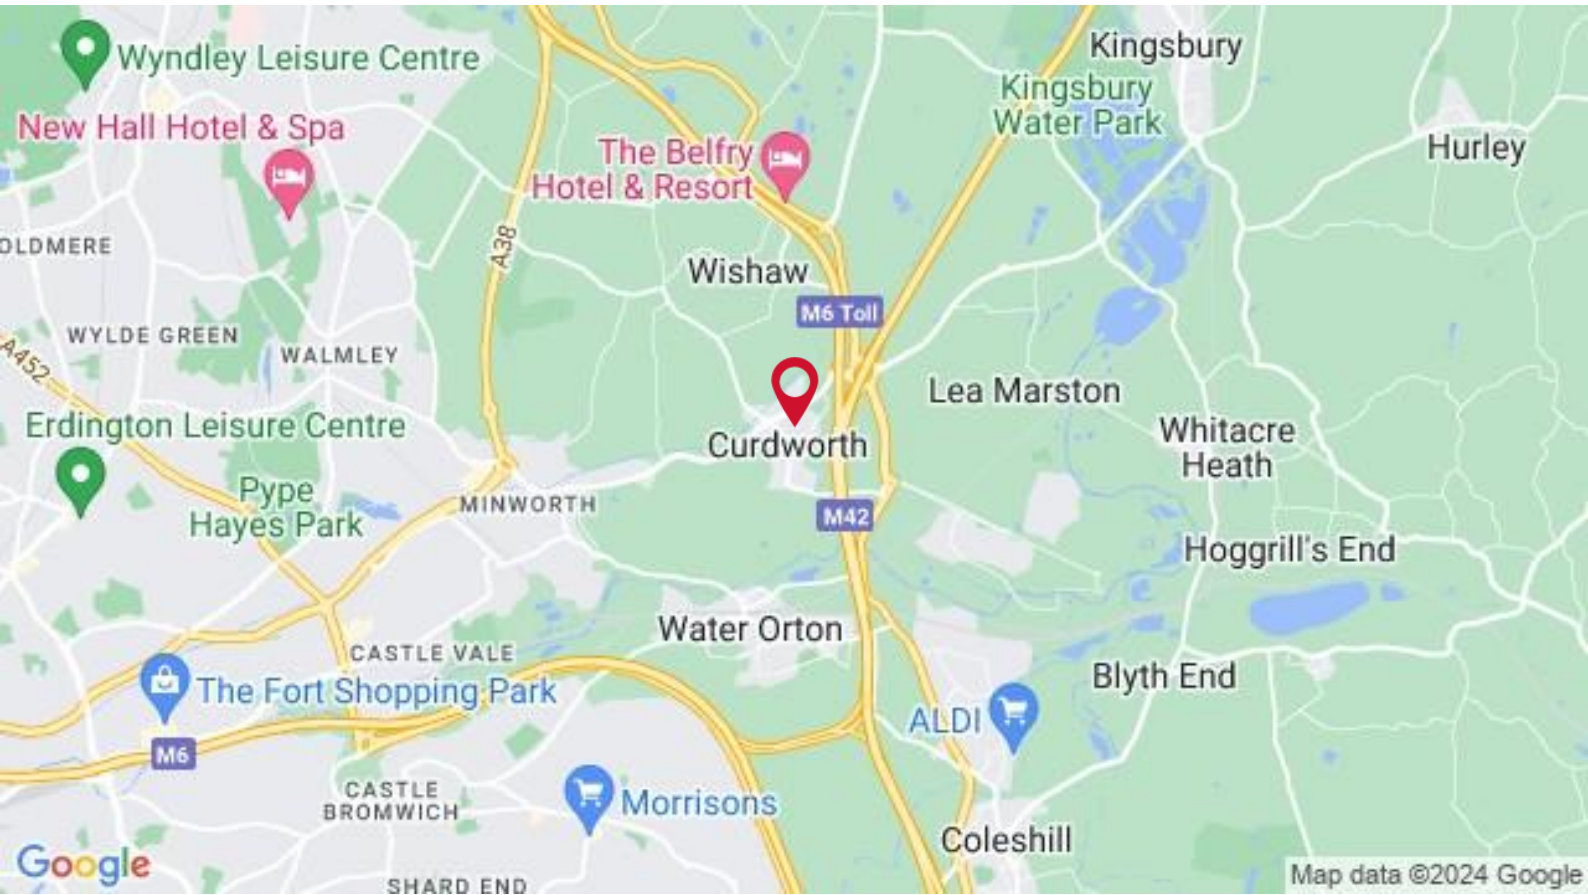 Wyndley Leisure Centre
Kingsbury
Kingsbury
Water Park
New Hall Hotel & Spa
The Belfry
Hotel & Resort
Hurley
OLDMERE
A38
Wishaw
M6 Toll
WYLDE GREEN
WALMLEY
A452
Lea Marston
Erdington Leisure Centre
Curdworth
Whitacre
Heath
Pype
Hayes Park
MINWORTH
M42
Hoggrill's End
Water Orton
CASTLE VALE
Blyth End
The Fort Shopping Park
ALDI
M6
CASTLE
BROMWICH
Morrisons
Coleshill
Google
SHARD END
Map data ©2024 Google